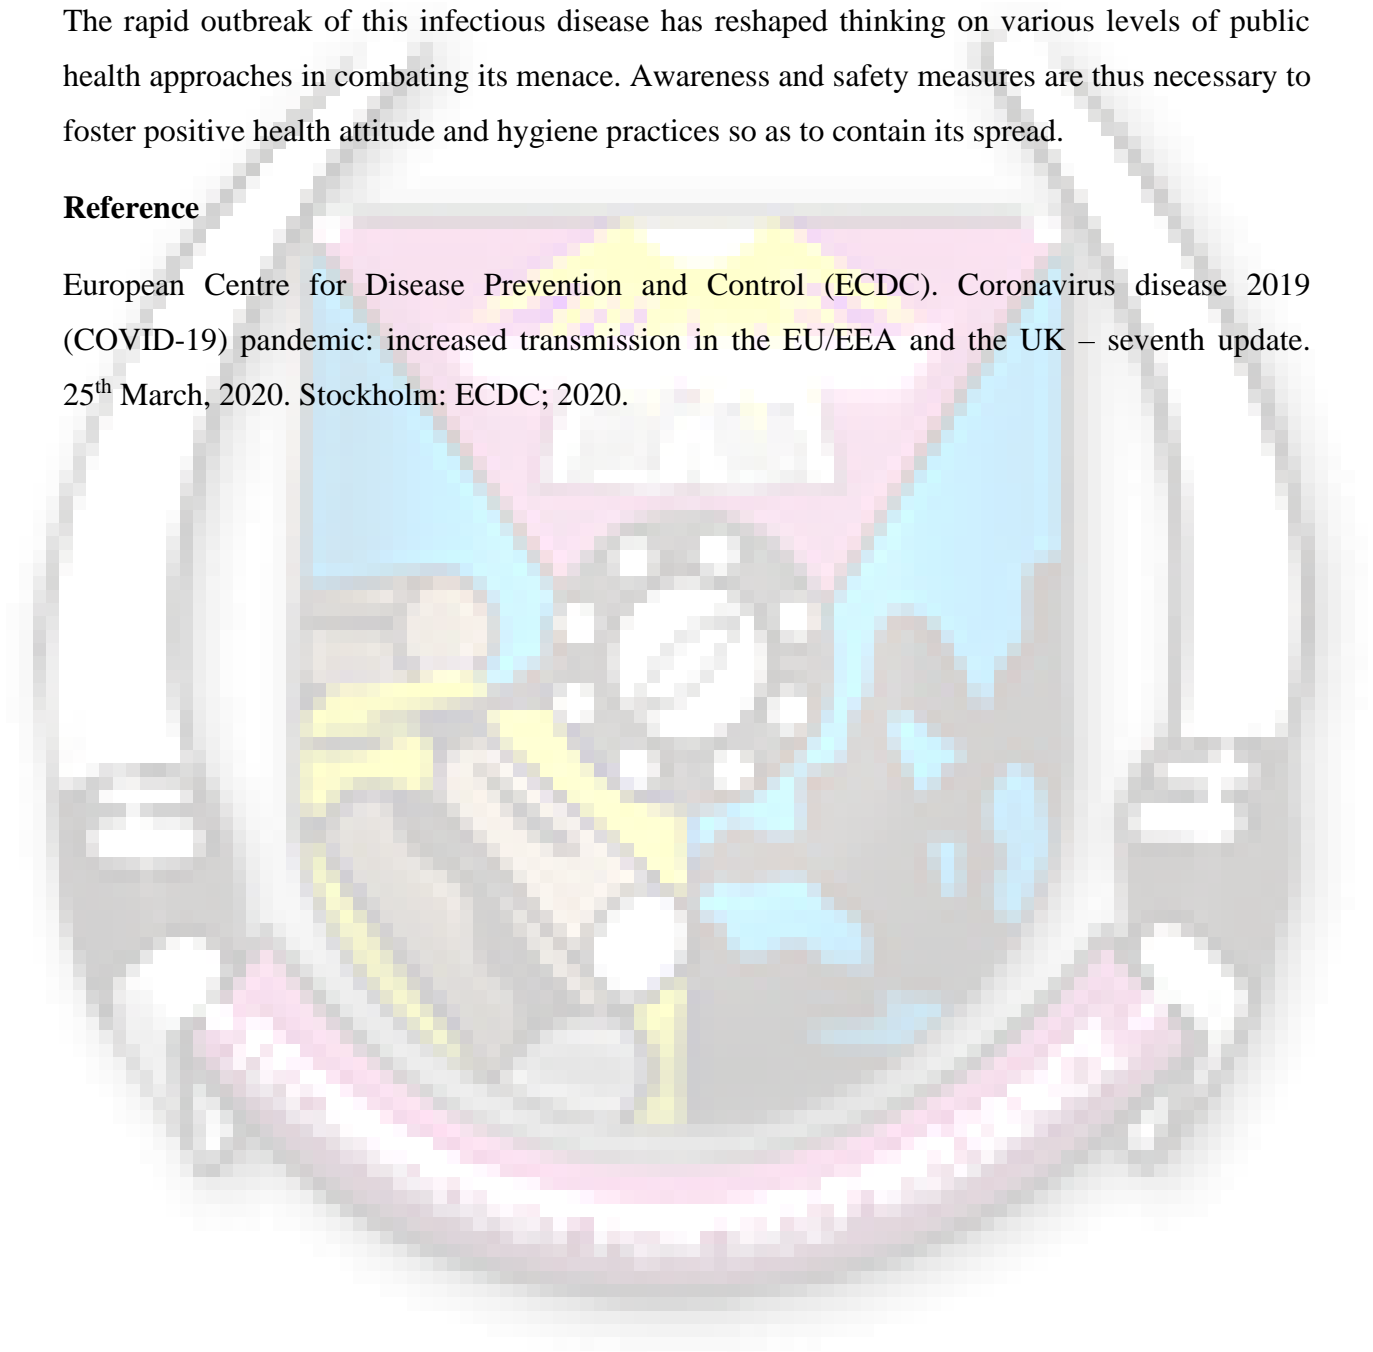 The rapid outbreak of this infectious disease has reshaped thinking on various levels of public
health approaches in combating its menace. Awareness and safety measures are thus necessary to
foster positive health attitude and hygiene practices so as to contain its spread.
Reference
European Centre for Disease Prevention and Control (ECDC). Coronavirus disease 2019
(COVID-19) pandemic: increased transmission in the EU/EEA and the UK – seventh update.
25th March, 2020. Stockholm: ECDC; 2020.